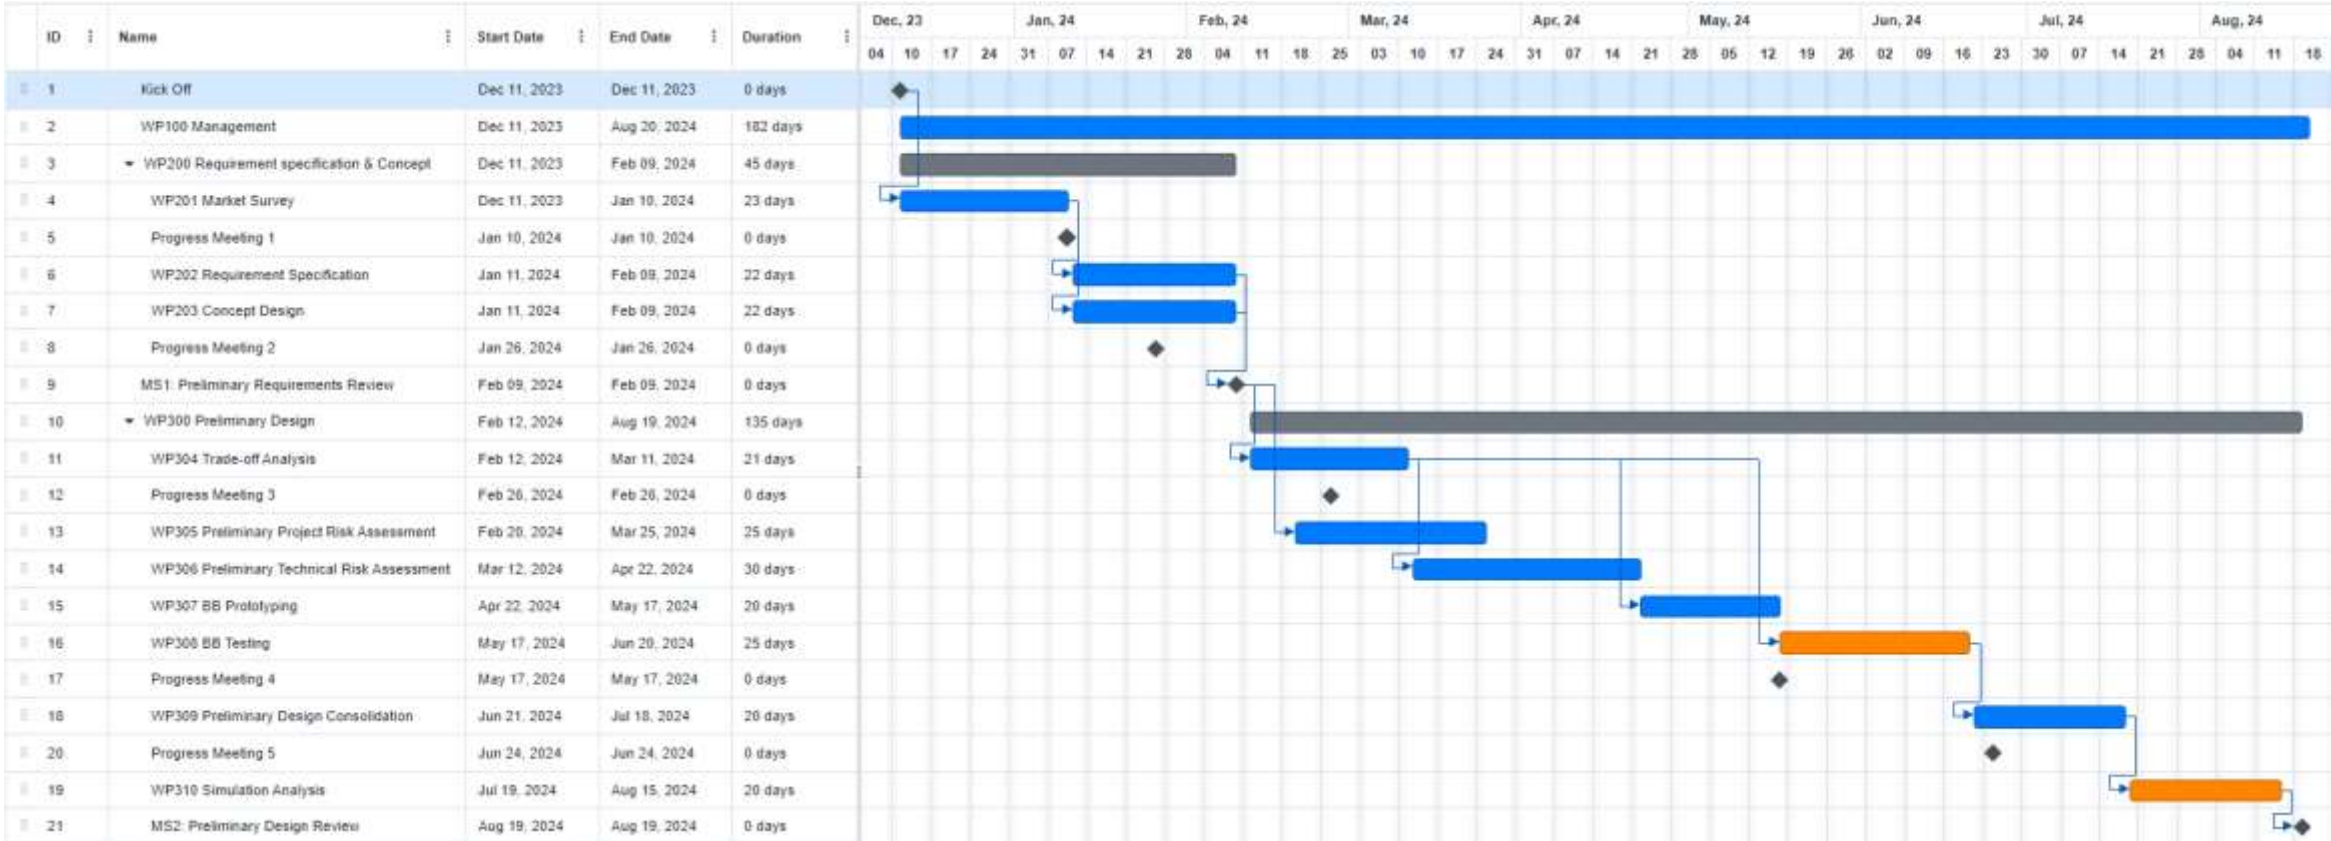 ID Name Start Date End Date Duration Dec, 23 Jan, 24 Feb, 24 Mar, 24 Apr, 24 May, 24 Jun, 24 Jul, 24 Aug, 24
04 10 17 24 31 07 14 21 28 04 11 18 25 03 10 17 24 31 07 14 21 28 05 12 19 26 02 09 16 23 30 07 14 21 28 04 11 18
1 Kick Off Dec 11, 2023 Dec 11, 2023 0 days
2 WP100 Management Dec 11, 2023 Aug 20, 2024 182 days
3 WP200 Requirement specification & Concept Dec 11, 2023 Feb 09, 2024 45 days
4 WP201 Market Survey Dec 11, 2023 Jan 10, 2024 23 days
5 Progress Meeting 1 Jan 10, 2024 Jan 10, 2024 0 days
6 WP202 Requirement Specification Jan 11, 2024 Feb 09, 2024 22 days
7 WP203 Concept Design Jan 11, 2024 Feb 09, 2024 22 days
8 Progress Meeting 2 Jan 26, 2024 Jan 26, 2024 0 days
9 MS1: Preliminary Requirements Review Feb 09, 2024 Feb 09, 2024 0 days
10 WP300 Preliminary Design Feb 12, 2024 Aug 19, 2024 135 days
11 WP304 Trade-off Analysis Feb 12, 2024 Mar 11, 2024 21 days
12 Progress Meeting 3 Feb 26, 2024 Feb 26, 2024 0 days
13 WP305 Preliminary Project Risk Assessment Feb 20, 2024 Mar 25, 2024 25 days
14 WP306 Preliminary Technical Risk Assessment Mar 12, 2024 Apr 22, 2024 30 days
15 WP307 BB Prototyping Apr 22, 2024 May 17, 2024 20 days
16 WP308 BB Testing May 17, 2024 Jun 20, 2024 25 days
17 Progress Meeting 4 May 17, 2024 May 17, 2024 0 days
18 WP309 Preliminary Design Consolidation Jun 21, 2024 Jul 18, 2024 20 days
20 Progress Meeting 5 Jun 24, 2024 Jun 24, 2024 0 days
19 WP310 Simulation Analysis Jul 19, 2024 Aug 15, 2024 20 days
21 MS2: Preliminary Design Review Aug 19, 2024 Aug 19, 2024 0 days